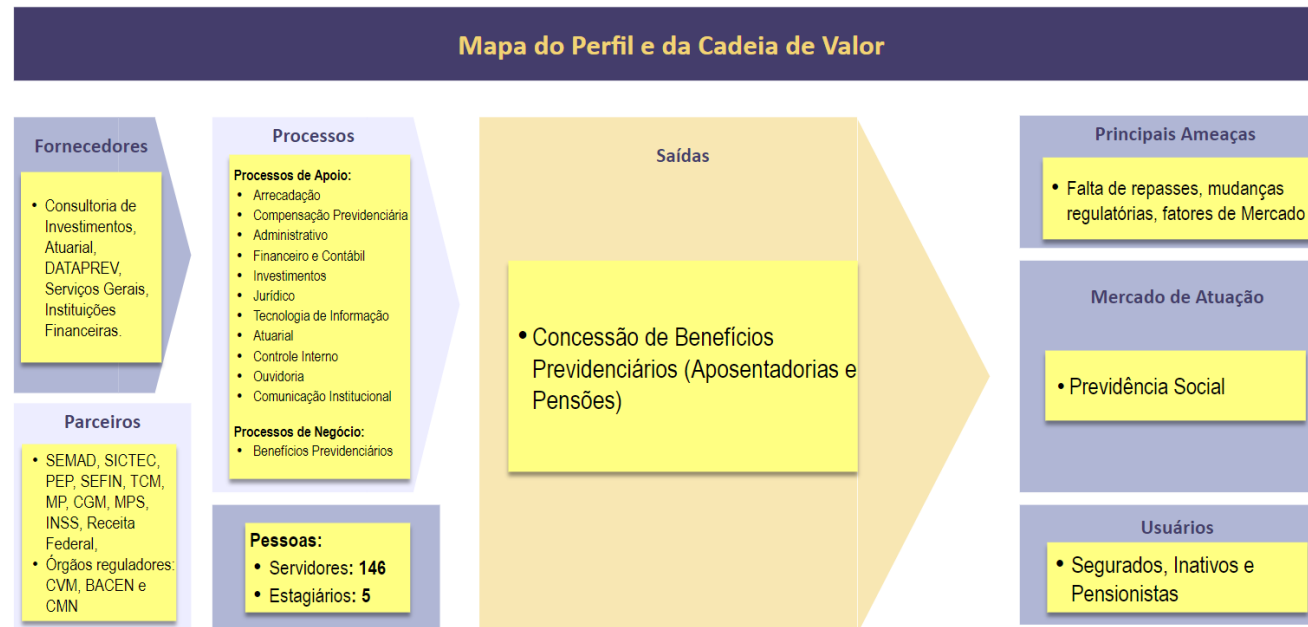 Mapa do Perfil e da Cadeia de Valor
Fornecedores
• Consultoria de
Investimentos,
Atuarial,
DATAPREV,
Serviços Gerais,
Instituições
Financeiras.
Parceiros
• SEMAD, SICTEC,
PEP, SEFIN, TCM,
MP, CGM, MPS,
INSS, Receita
Federal,
• Órgãos reguladores:
CVM, BACEN e
CMN
Processos
Processos de Apoio:
• Arrecadação
• Compensação Previdenciária
• Administrativo
• Financeiro e Contábil
• Investimentos
• Jurídico
• Tecnologia de Informação
• Atuarial
• Controle Interno
• Ouvidoria
• Comunicação Institucional
Processos de Negócio:
• Benefícios Previdenciários
Pessoas:
• Servidores: 146
• Estagiários: 5
Saídas
• Concessão de Benefícios
Previdenciários (Aposentadorias e
Pensões)
Principais Ameaças
• Falta de repasses, mudanças
regulatórias, fatores de Mercado
Mercado de Atuação
• Previdência Social
Usuários
• Segurados, Inativos e
Pensionistas